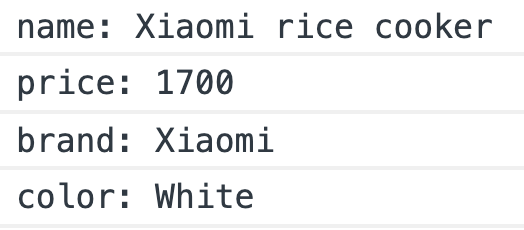 name: Xiaomi rice cooker
price: 1700
brand: Xiaomi
color: White